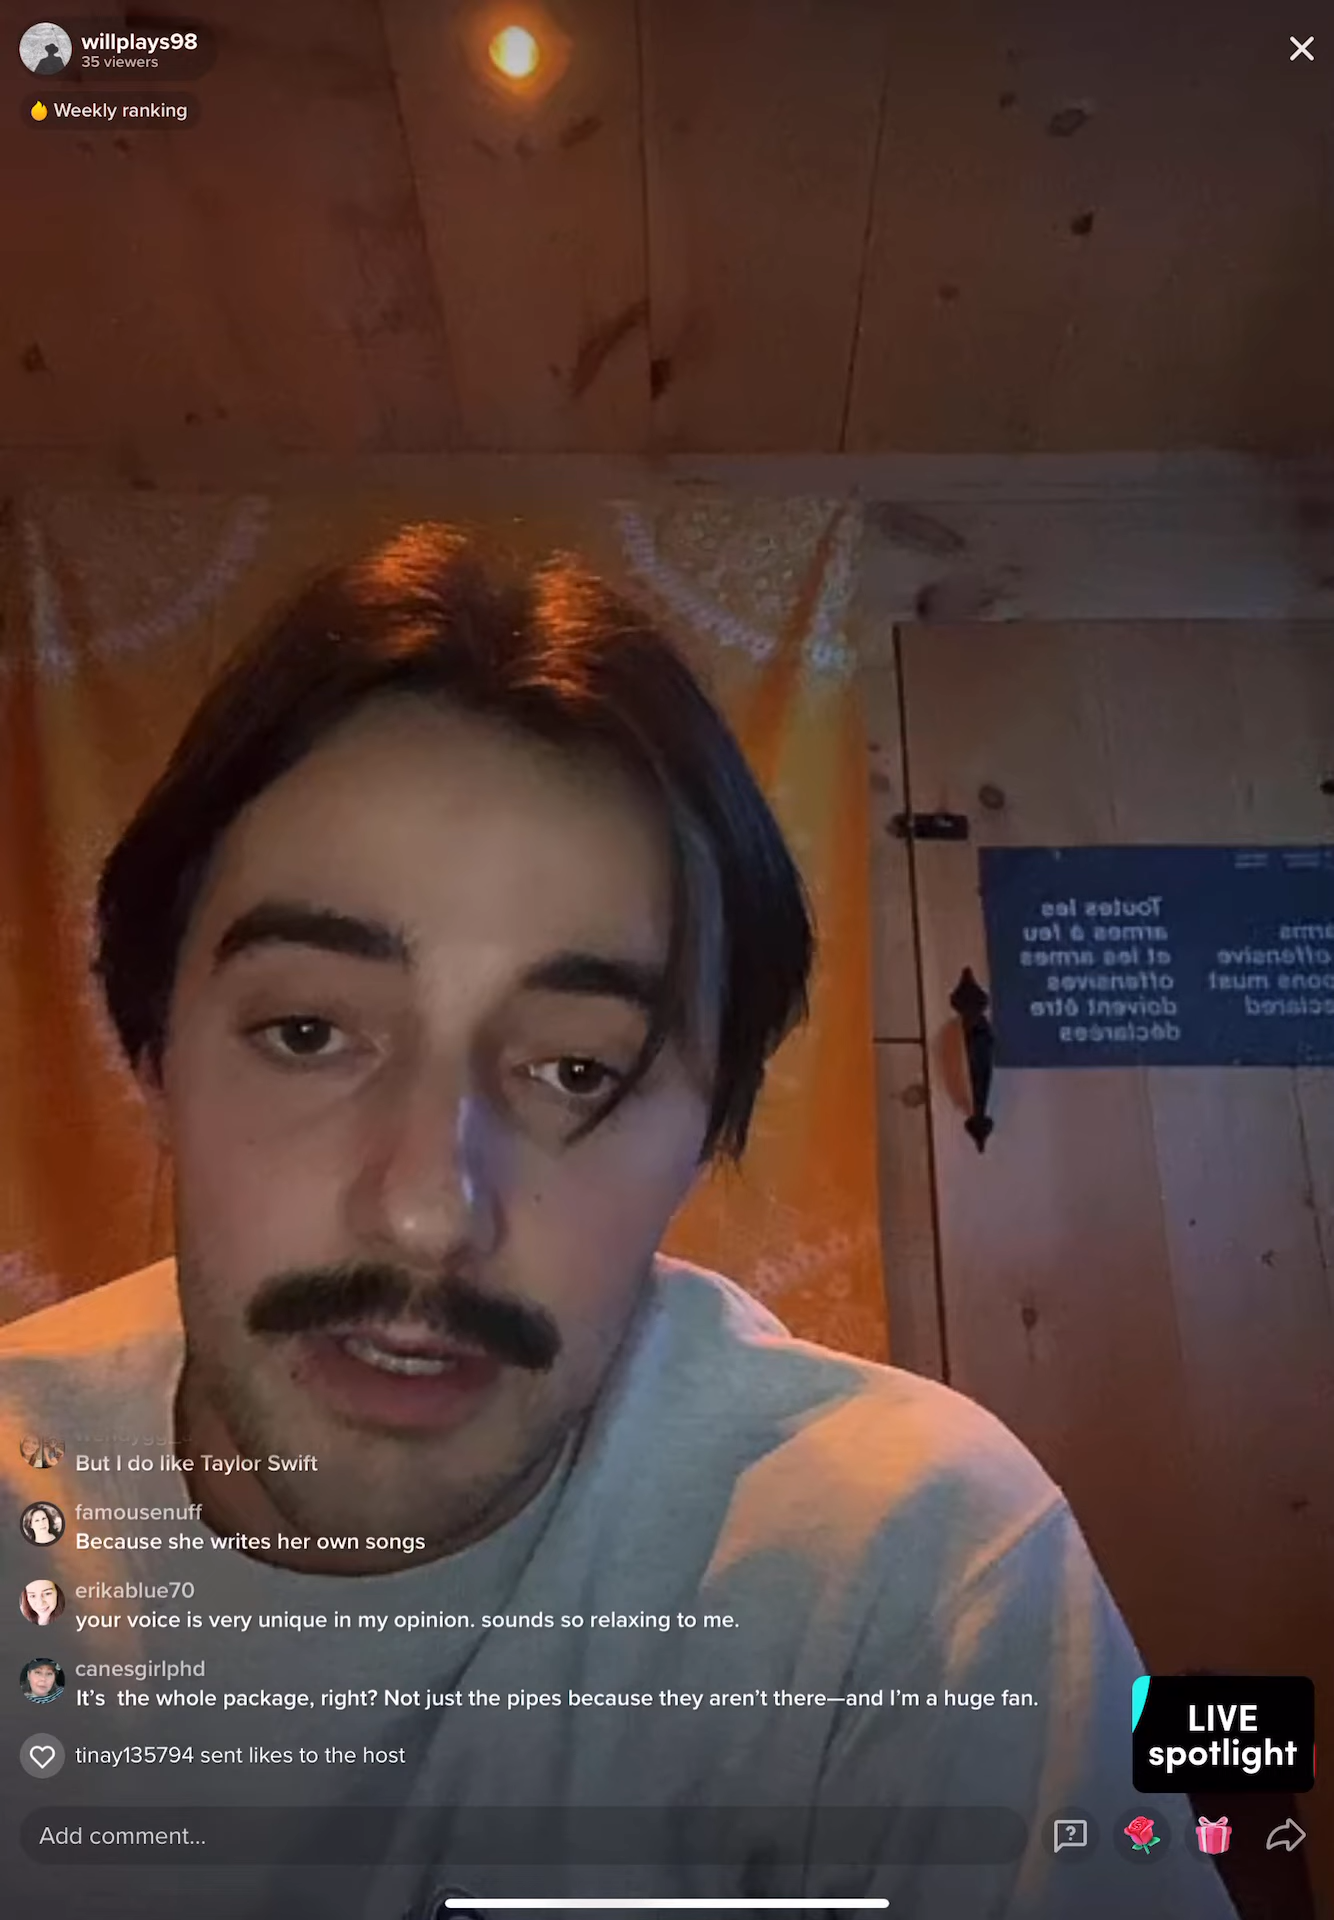 willplays98
35 viewers
Weekly ranking
Toutes les
armes à feu
et les armes
offensives
doivent être
déclarées
must
But I do like Taylor Swift
famousenuff
Because she writes her own songs
erikablue70
your voice is very unique in my opinion. sounds so relaxing to me.
canesgirlphd
It's  the whole package, right? Not just the pipes because they aren't there—and I'm a huge fan.
tinay135794 sent likes to the host
LIVE
spotlight
Add comment...